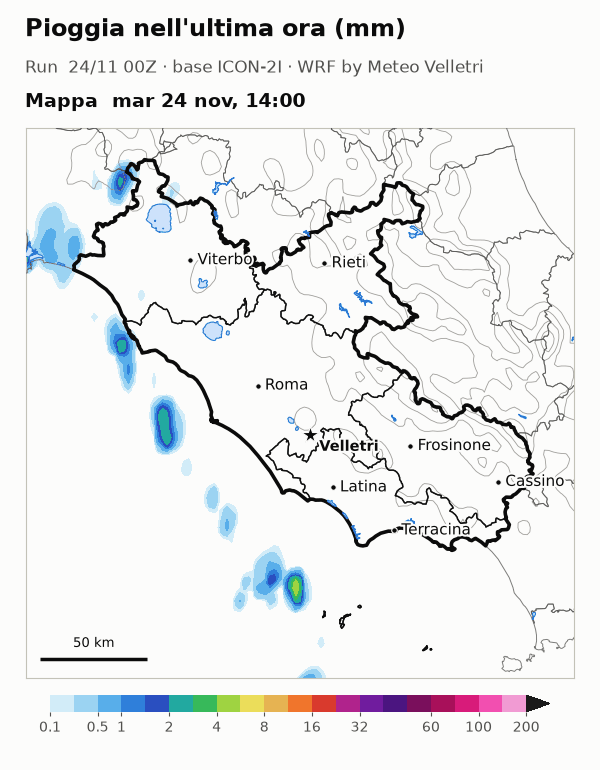 Pioggia nell'ultima ora (mm)
Run  24/11 00Z · base ICON-2I · WRF by Meteo Velletri
Mappa  mar 24 nov, 14:00
Viterbo
Rieti
Roma
Velletri
Frosinone
Cassino
Latina
Terracina
50 km
0.1 0.5 1 2 4 8 16 32 60 100 200